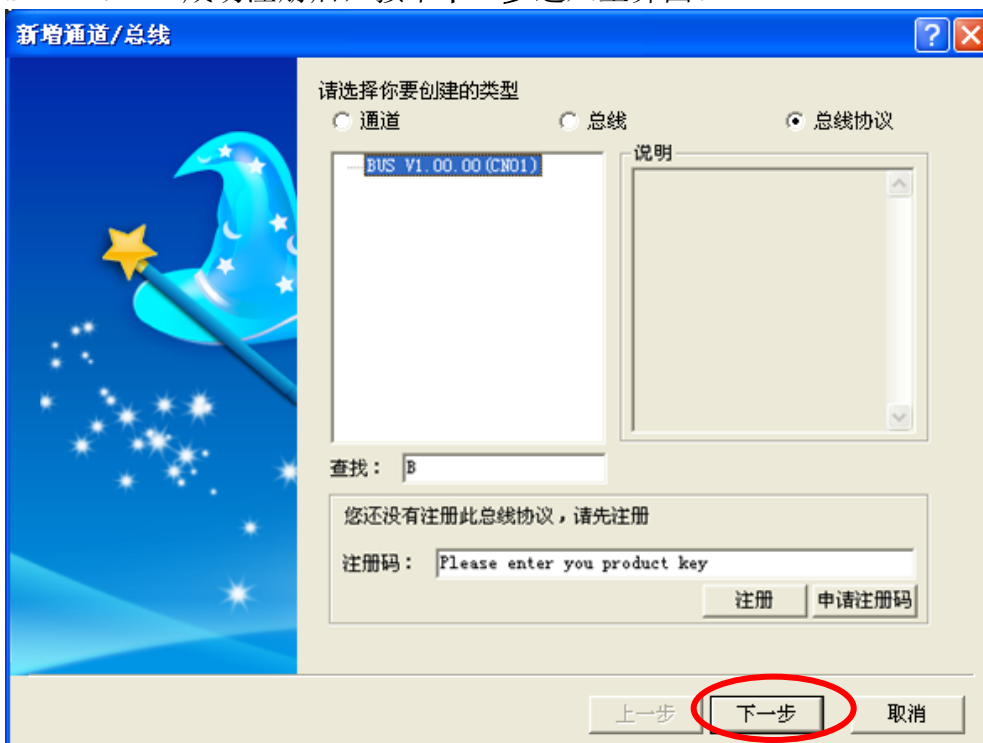 新增通道/总线
请选择你要创建的类型
通道 总线 总线协议
BUS V1.00.00(CN01)
说明
查找： B
您还没有注册此总线协议，请先注册
注册码： Please enter you product key
注册 申请注册码
上一步 下一步 取消